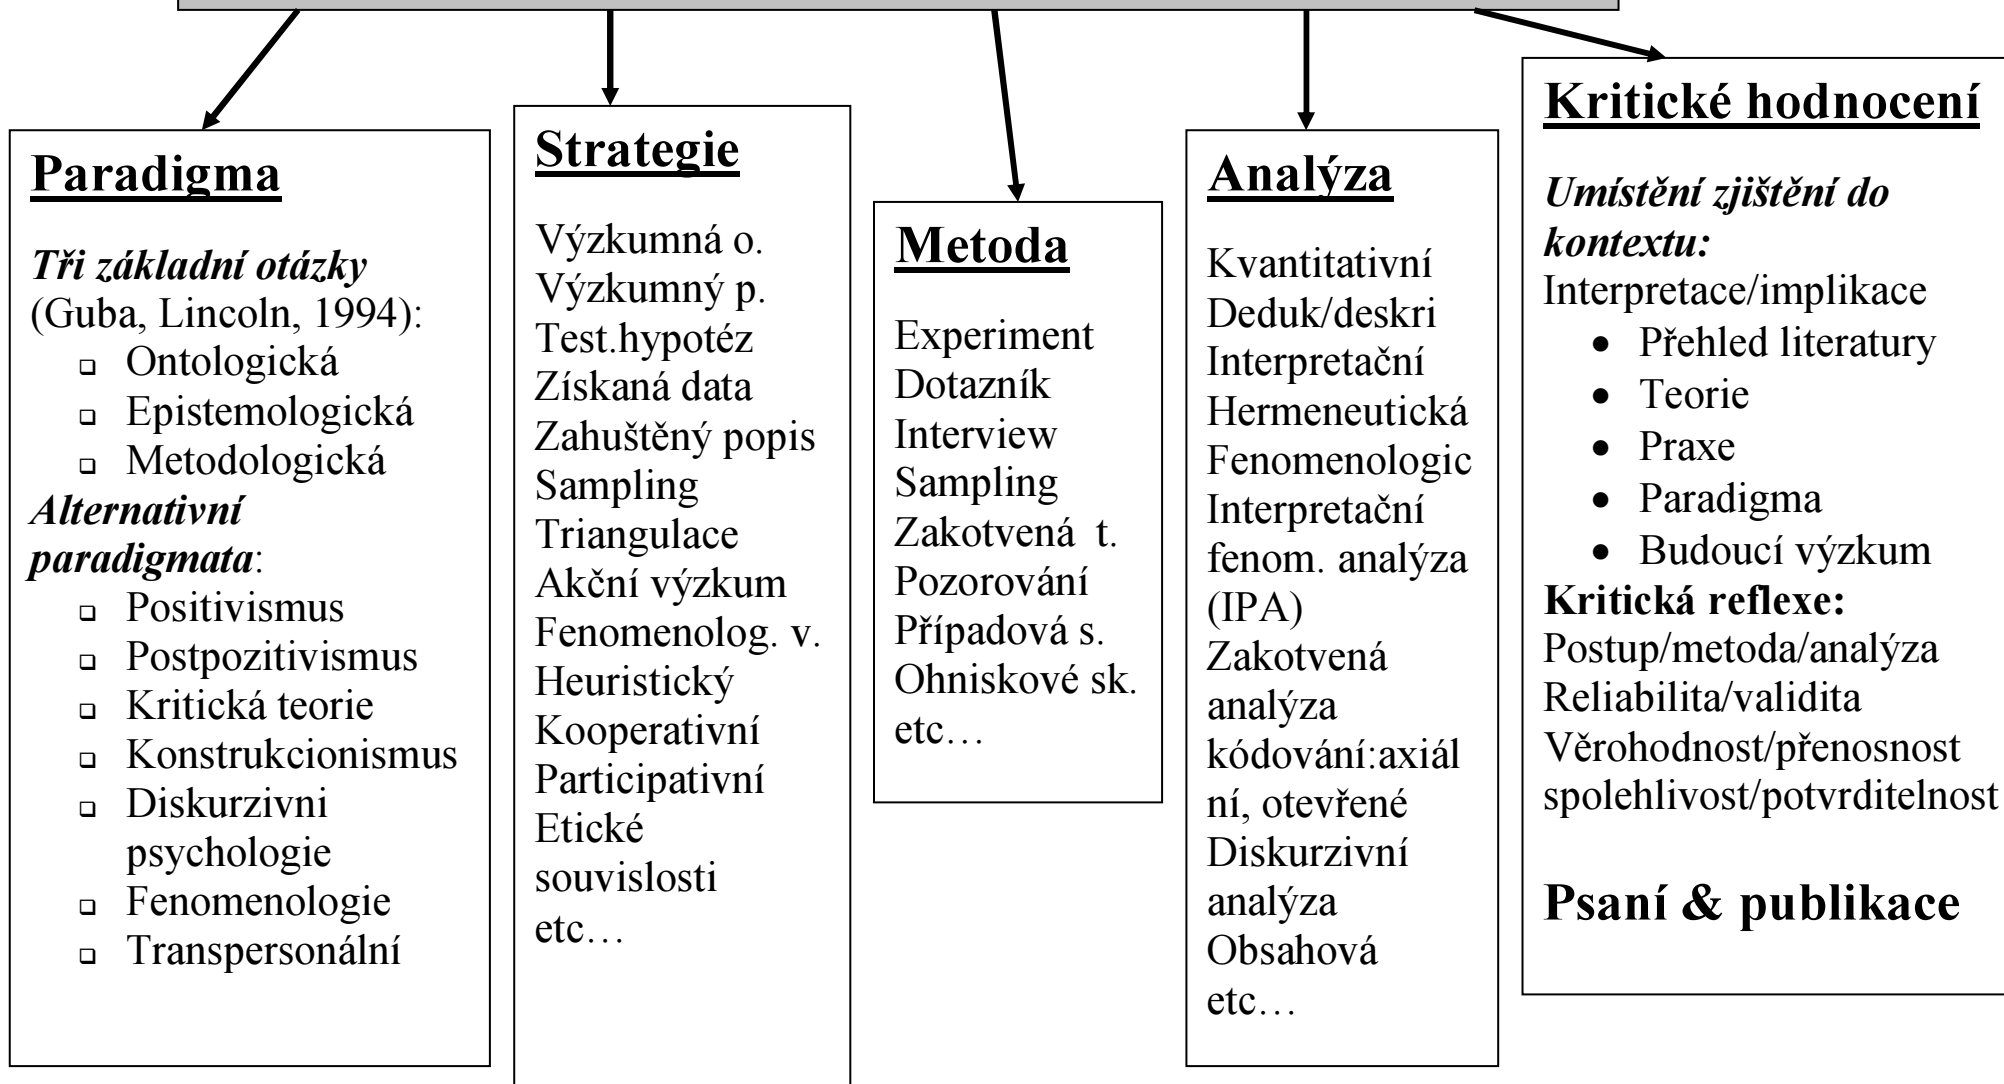 Paradigma
Tři základní otázky
(Guba, Lincoln, 1994):
Ontologická
Epistemologická
Metodologická
Alternativní
paradigmata:
Positivismus
Postpozitivismus
Kritická teorie
Konstrukcionismus
Diskurzivni
psychologie
Fenomenologie
Transpersonální
Strategie
Výzkumná o.
Výzkumný p.
Test.hypotéz
Získaná data
Zahuštěný popis
Sampling
Triangulace
Akční výzkum
Fenomenolog. v.
Heuristický
Kooperativní
Participativní
Etické
souvislosti
etc…
Metoda
Experiment
Dotazník
Interview
Sampling
Zakotvená t.
Pozorování
Případová s.
Ohniskové sk.
etc…
Analýza
Kvantitativní
Deduk/deskri
Interpretační
Hermeneutická
Fenomenologic
Interpretační
fenom. analýza
(IPA)
Zakotvená
analýza
kódování:axiál
ní, otevřené
Diskurzivní
analýza
Obsahová
etc…
Kritické hodnocení
Umístění zjištění do
kontextu:
Interpretace/implikace
• Přehled literatury
• Teorie
• Praxe
• Paradigma
• Budoucí výzkum
Kritická reflexe:
Postup/metoda/analýza
Reliabilita/validita
Věrohodnost/přenosnost
spolehlivost/potvrditelnost
Psaní & publikace